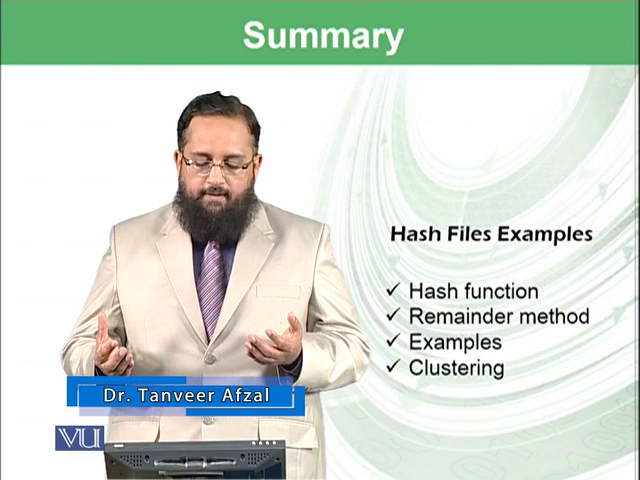 Summary
Hash Files Examples
✓ Hash function
✓ Remainder method
✓ Examples
✓ Clustering
Dr. Tanveer Afzal
VU